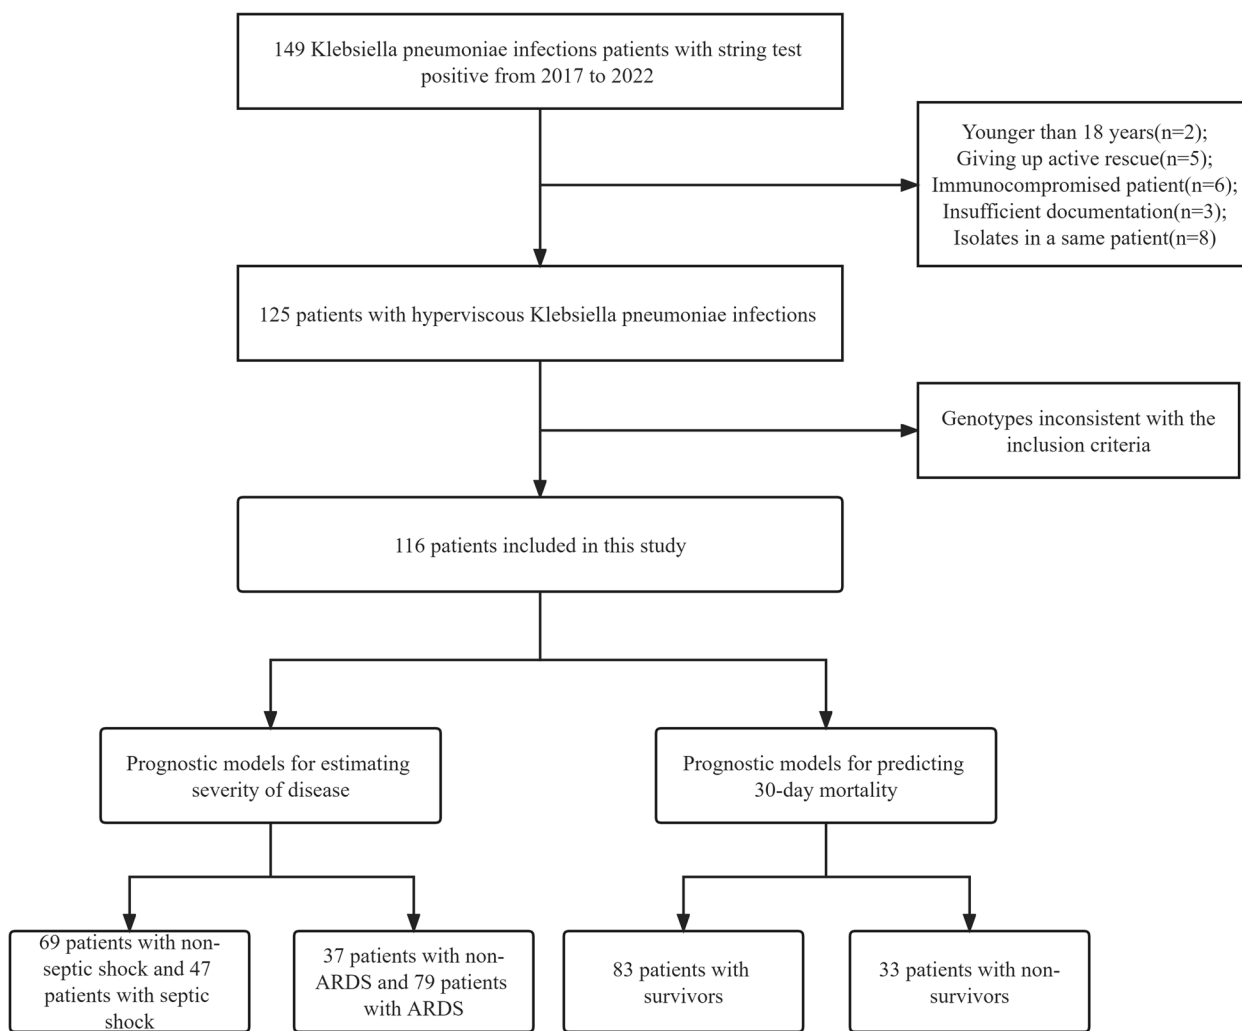 149 Klebsiella pneumoniae infections patients with string test
positive from 2017 to 2022
Younger than 18 years(n=2);
Giving up active rescue(n=5);
Immunocompromised patient(n=6);
Insufficient documentation(n=3);
Isolates in a same patient(n=8)
125 patients with hyperviscous Klebsiella pneumoniae infections
Genotypes inconsistent with the
inclusion criteria
116 patients included in this study
Prognostic models for estimating
severity of disease
Prognostic models for predicting
30-day mortality
69 patients with non-
septic shock and 47
patients with septic
shock
37 patients with non-
ARDS and 79 patients
with ARDS
83 patients with
survivors
33 patients with non-
survivors